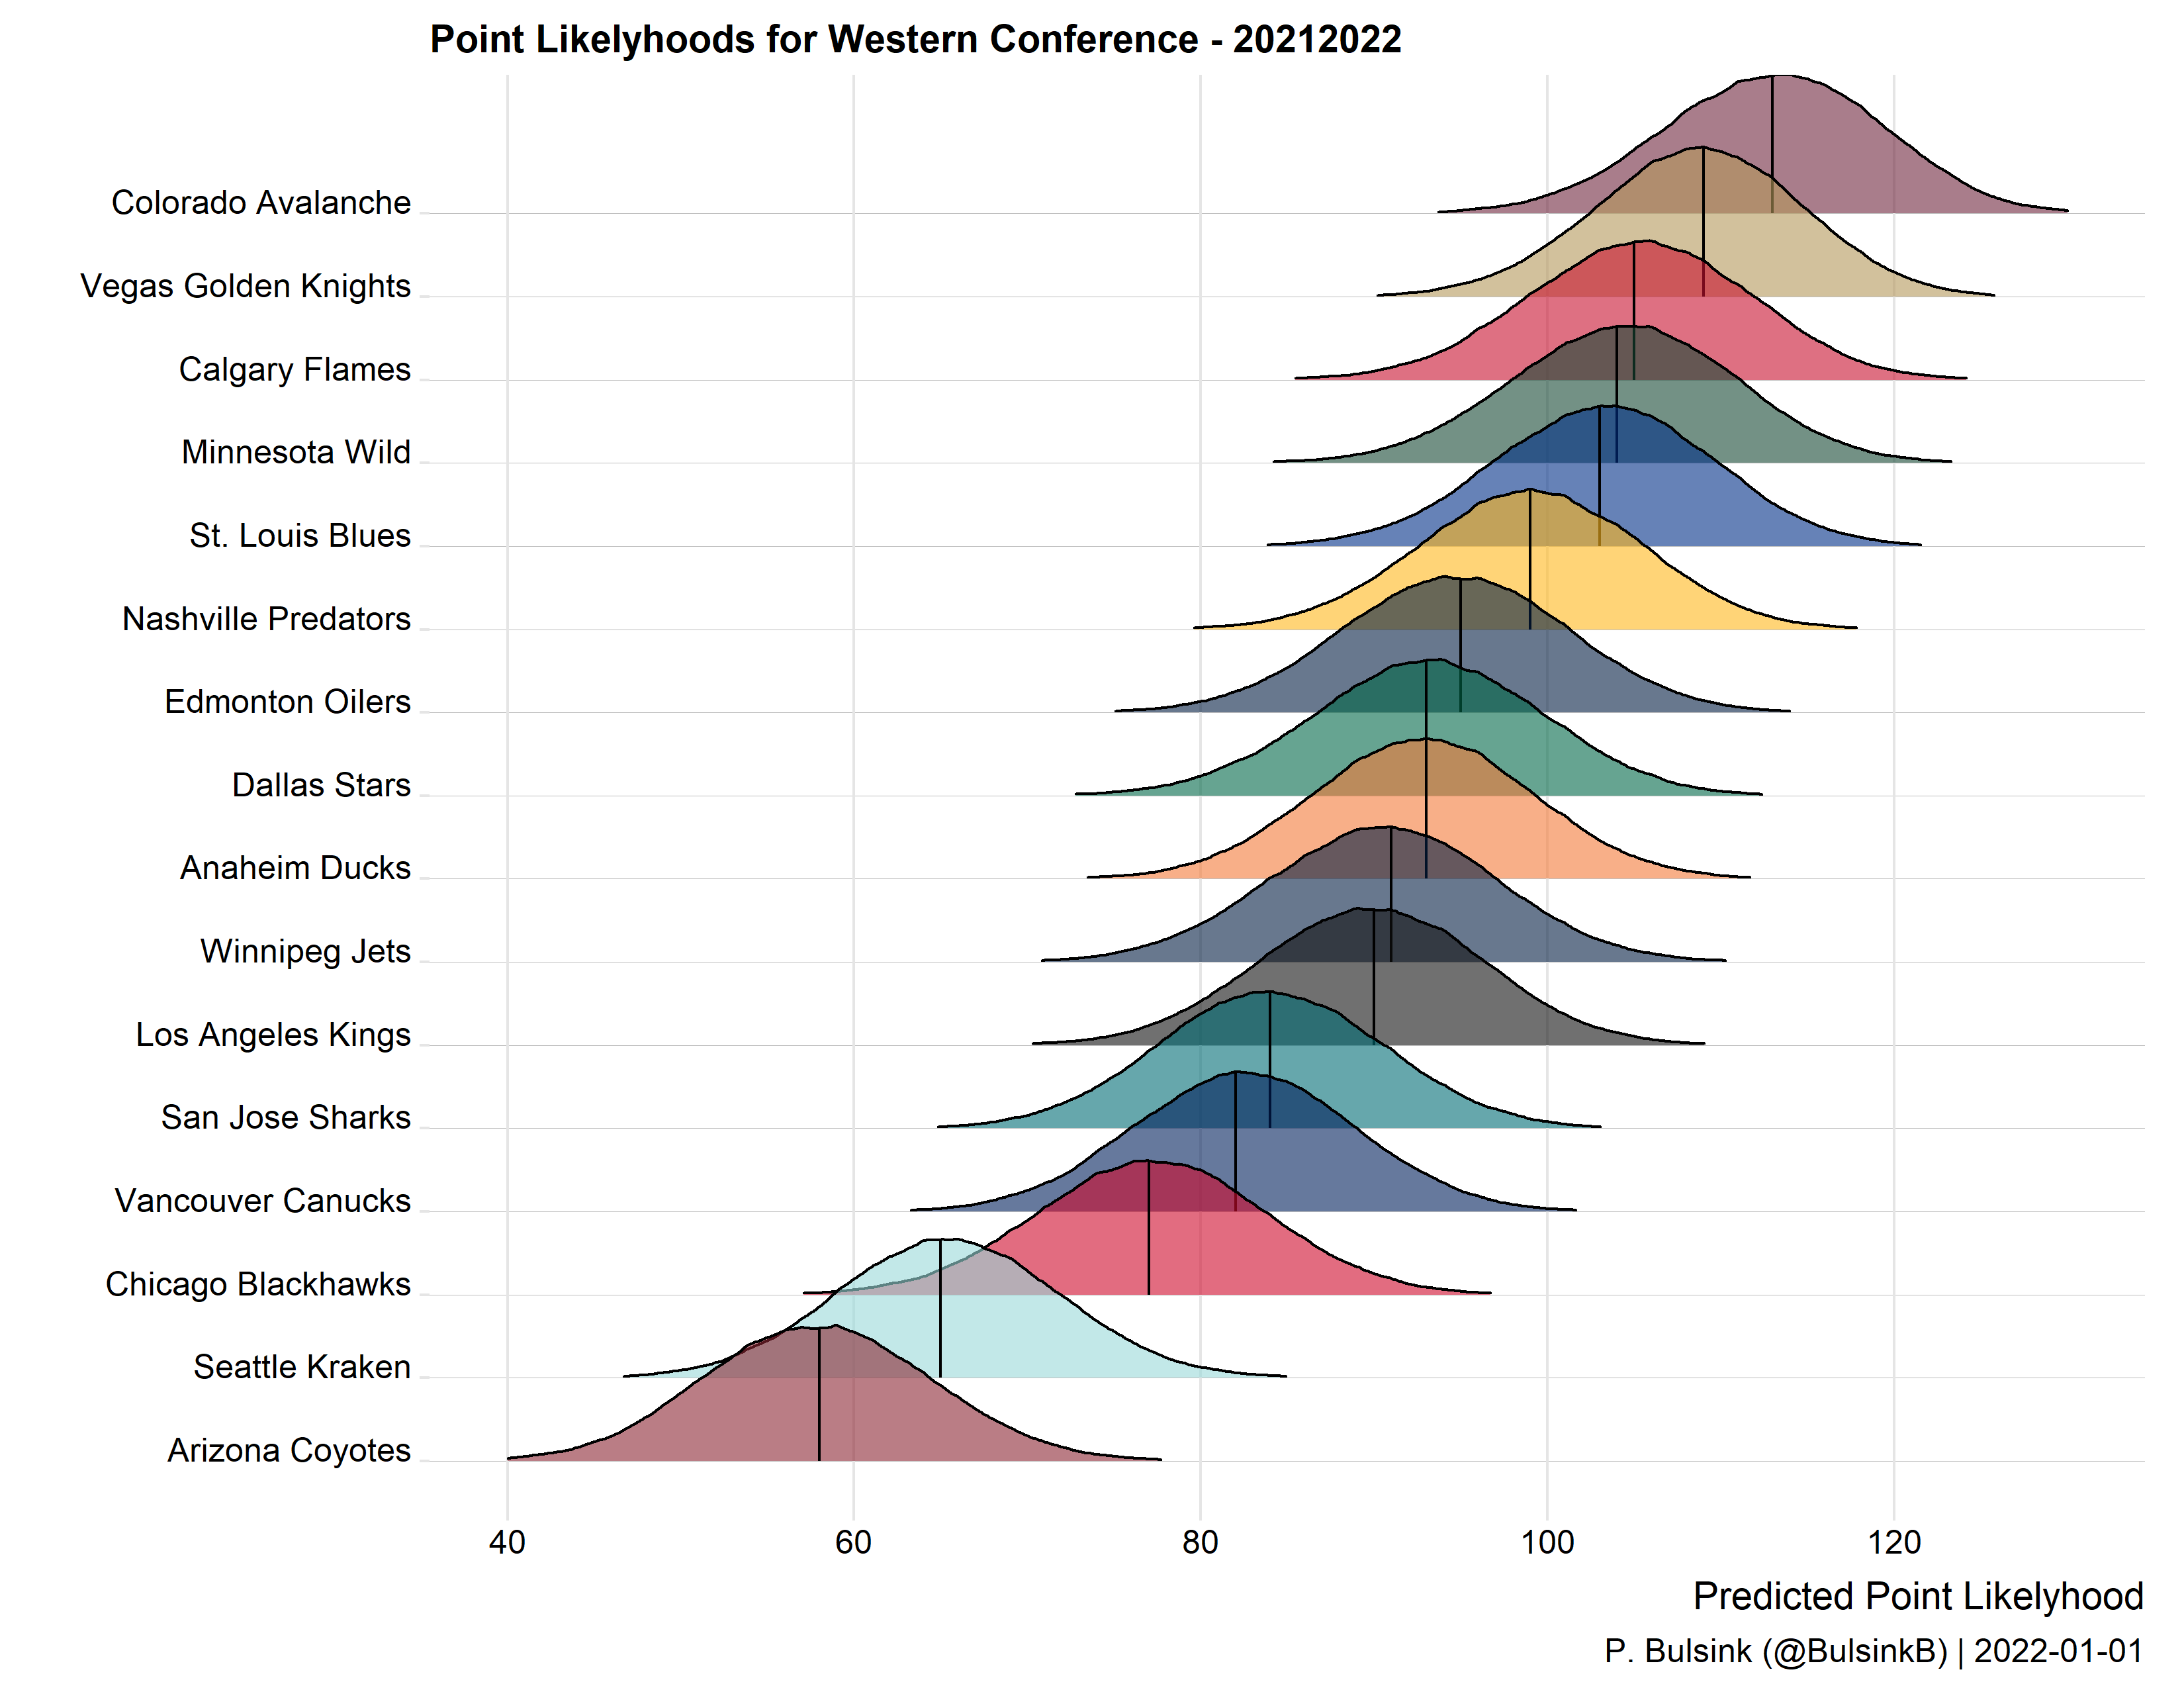 Point Likelyhoods for Western Conference - 20212022
Colorado Avalanche
Vegas Golden Knights
Calgary Flames
Minnesota Wild
St. Louis Blues
Nashville Predators
Edmonton Oilers
Dallas Stars
Anaheim Ducks
Winnipeg Jets
Los Angeles Kings
San Jose Sharks
Vancouver Canucks
Chicago Blackhawks
Seattle Kraken
Arizona Coyotes
40 60 80 100 120
Predicted Point Likelyhood
P. Bulsink (@BulsinkB) | 2022-01-01